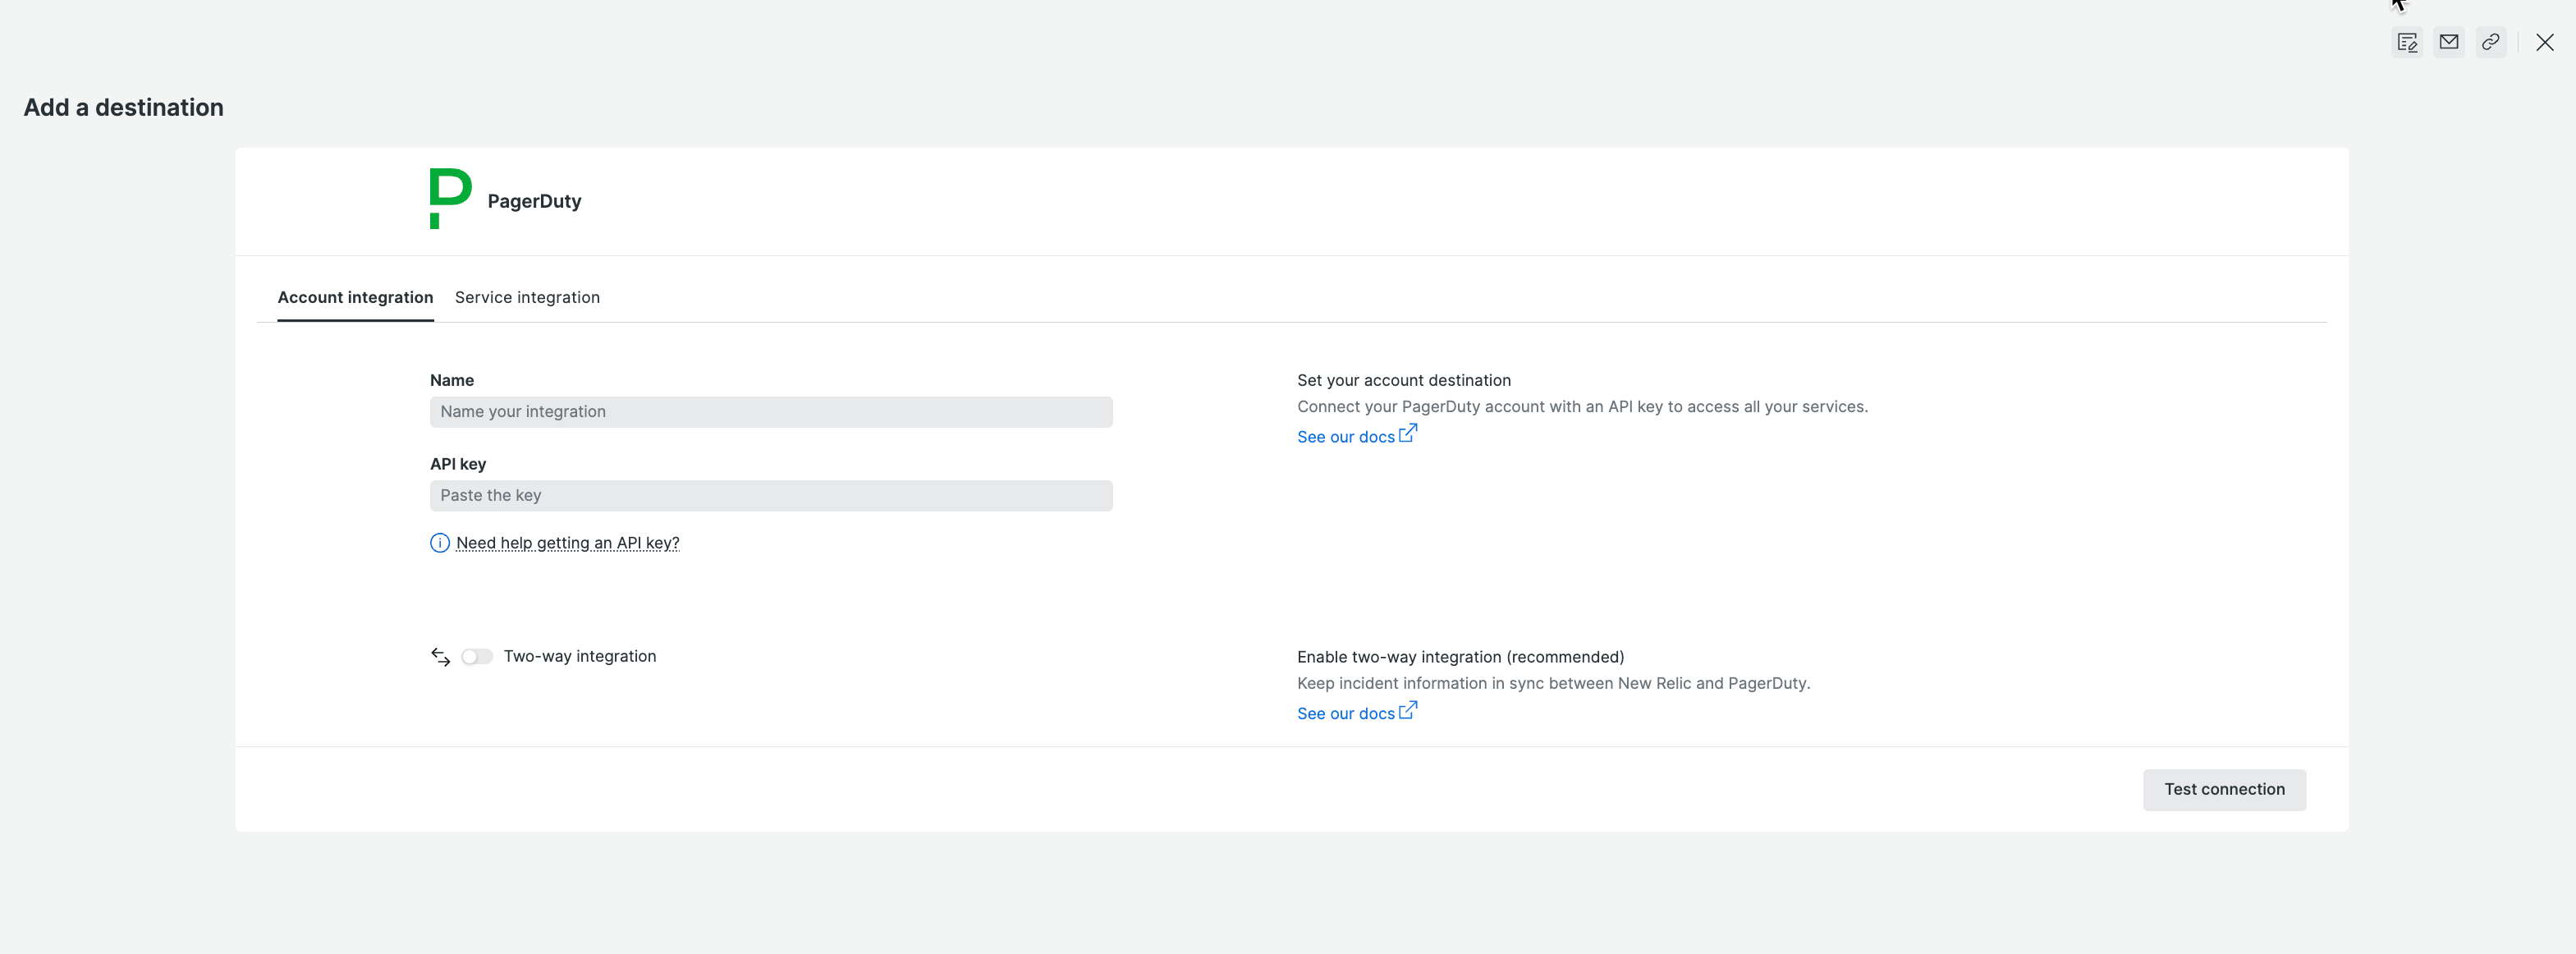 Add a destination
PagerDuty
Account integration
Service integration
Name
Name your integration
API key
Paste the key
Need help getting an API key?
Set your account destination
Connect your PagerDuty account with an API key to access all your services.
See our docs
Two-way integration
Enable two-way integration (recommended)
Keep incident information in sync between New Relic and PagerDuty.
See our docs
Test connection